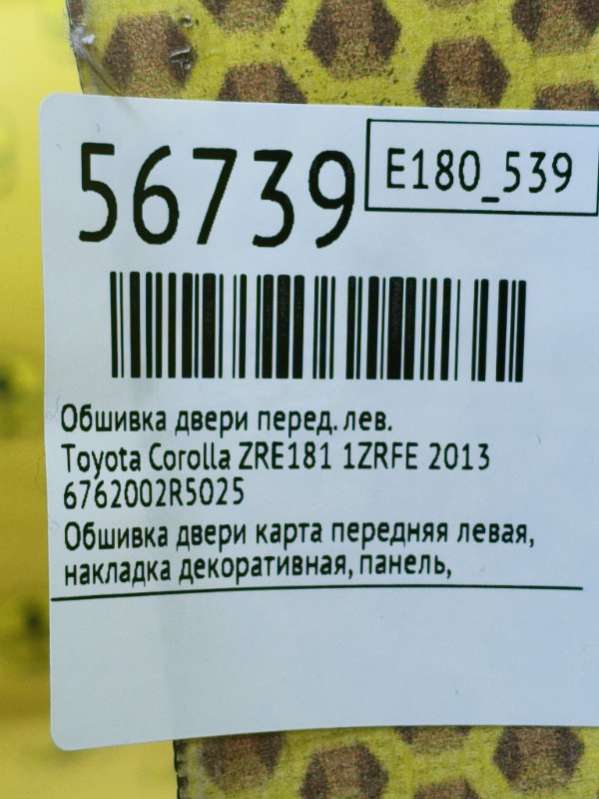 56739
E180_539
Обшивка двери перед. лев.
Toyota Corolla ZRE181 1ZRFE 2013
6762002R5025
Обшивка двери карта передняя левая,
накладка декоративная, панель,